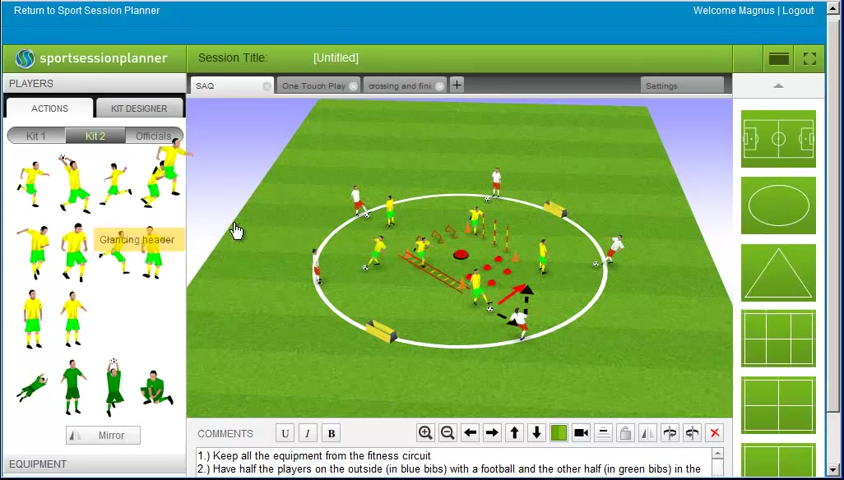 Return to Sport Session Planner
Welcome Magnus | Logout
sportsessionplanner
Session Title: [Untitled]
PLAYERS
SAQ
One Touch Play
crossing and fini
+
Settings
ACTIONS
KIT DESIGNER
Kit 1
Kit 2
Officials
Glancing header
Mirror
EQUIPMENT
COMMENTS
U I B
1.) Keep all the equipment from the fitness circuit
2.) Have half the players on the outside (in blue bibs) with a football and the other half (in green bibs) in the